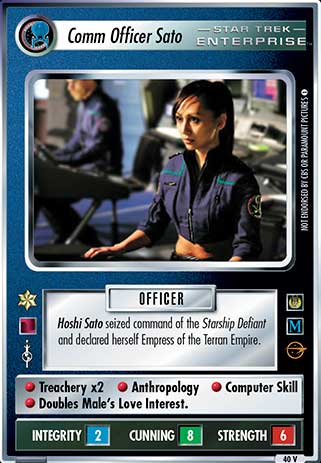 Comm Officer Sato
STAR TREK
ENTERPRISE™
NOT ENDORSED BY CBS OR PARAMOUNT PICTURES
OFFICER
Hoshi Sato seized command of the Starship Defiant
and declared herself Empress of the Terran Empire.
M
Treachery x2 Anthropology Computer Skill
Doubles Male's Love Interest.
INTEGRITY 2 CUNNING 8 STRENGTH 6
40 V